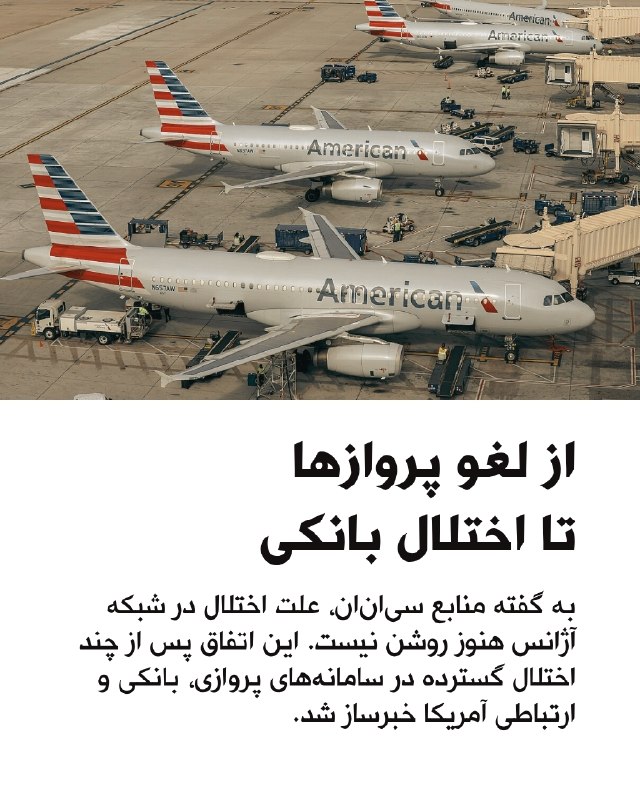 American
American
American
N537AW
American
N657AW
از لغو پروازها
تا اختلال بانکی
به گفته منابع سی‌ان‌ان، علت اختلال در شبکه
آژانس هنوز روشن نیست. این اتفاق پس از چند
اختلال گسترده در سامانه‌های پروازی، بانکی و
ارتباطی آمریکا خبرساز شد.